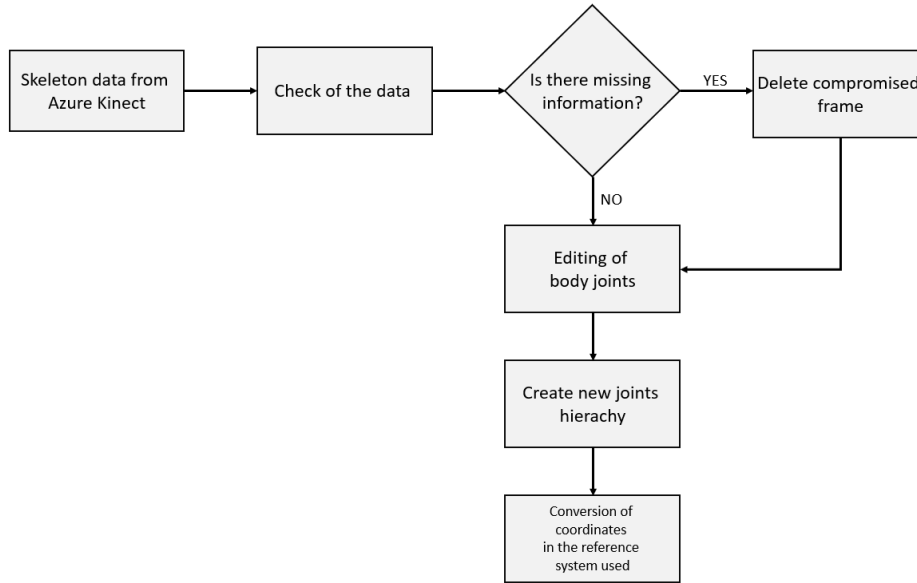 Skeleton data from
Azure Kinect
Check of the data
Is there missing
information?
YES
Delete compromised
frame
NO
Editing of
body joints
Create new joints
hierachy
Conversion of
coordinates
in the reference
system used